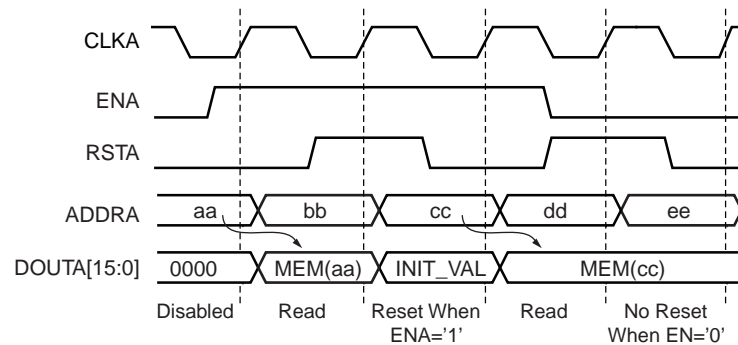 CLKA
ENA
RSTA
ADDRA aa bb cc dd ee
DOUTA[15:0] 0000 MEM(aa) INIT_VAL MEM(cc)
Disabled Read Reset When Read No Reset
ENA='1' When EN='0'